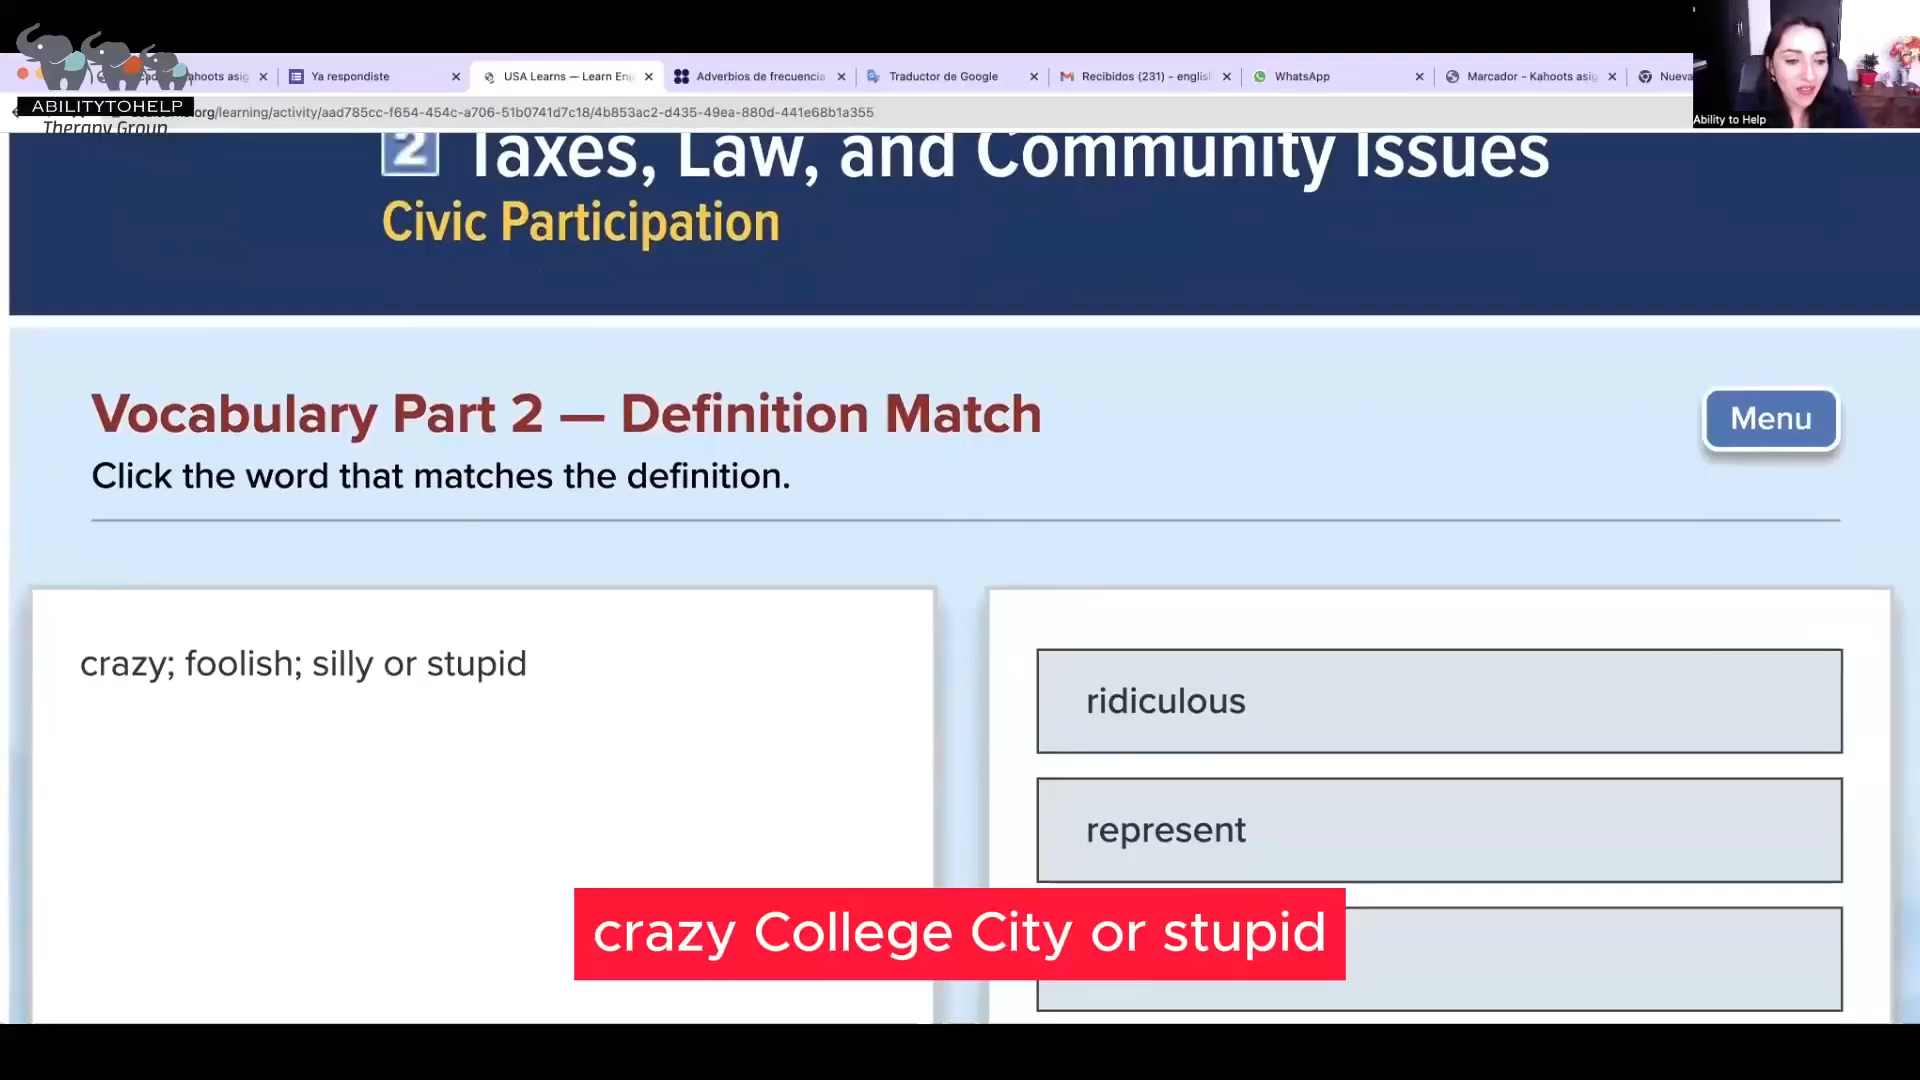 ahoots asig
Ya respondiste
USA Learns — Learn En
Adverbios de frecuencia
Traductor de Google
Recibidos (231) - englis
WhatsApp
Marcador - Kahoots asig
Nueva
ABILITYTOHELP
Therapy Group
org/learning/activity/aad785cc-f654-454c-a706-51b0741d7c18/4b853ac2-d435-49ea-880d-441e68b1a355
Ability to Help
2 Taxes, Law, and Community Issues
Civic Participation
Vocabulary Part 2 — Definition Match
Menu
Click the word that matches the definition.
crazy; foolish; silly or stupid
ridiculous
represent
crazy College City or stupid